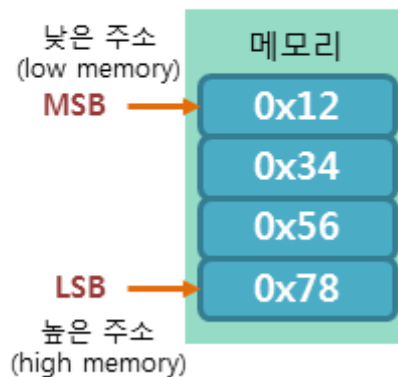 낮은 주소
(low memory)
메모리
MSB
0x12
0x34
0x56
LSB
0x78
높은 주소
(high memory)